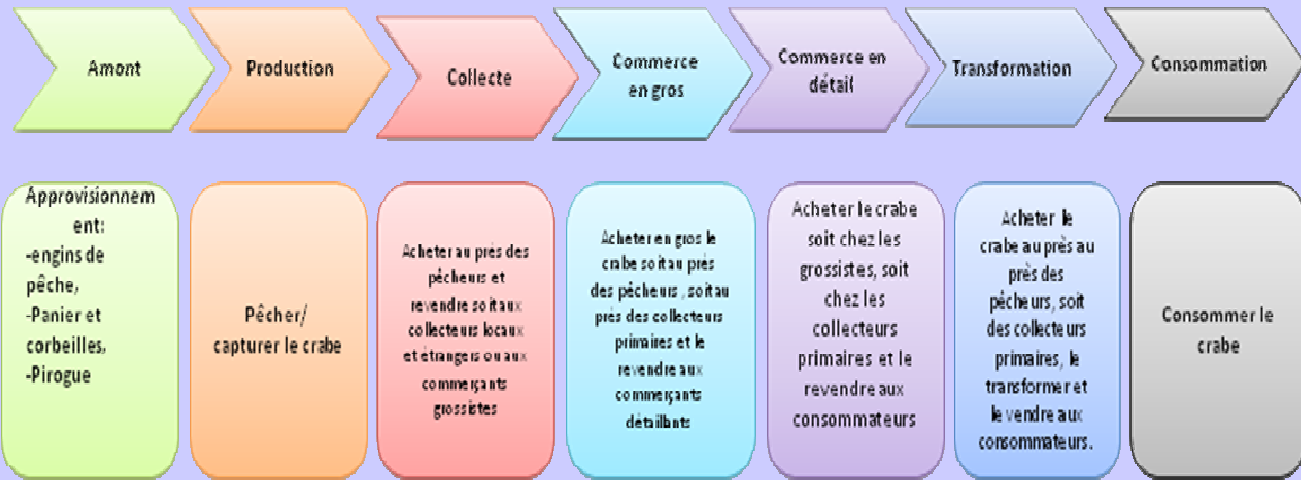 Amont
Production
Collecte
Commerce
en gros
Commerce en
détail
Transformation
Consommation
Approvisionnem
ent:
-engins de
pêche,
-Panier et
corbeilles,
-Pirogue
Pêcher/
capturer le crabe
Acheter au près des
pêcheurs et
revendre soit aux
collecteurs locaux
et étrangers ou aux
commerçants
grossistes
Acheter en gros le
crabe soit au près
des pêcheurs , soit au
près des collecteurs
primaires et le
revendre aux
commerçants
détaillants
Acheter le crabe
soit chez les
grossistes, soit
chez les
collecteurs
primaires et le
revendre aux
consommateurs
Acheter le
crabe au près au
près des
pêcheurs, soit
des collecteurs
primaires, le
transformer et
le vendre aux
consommateurs.
Consommer le
crabe